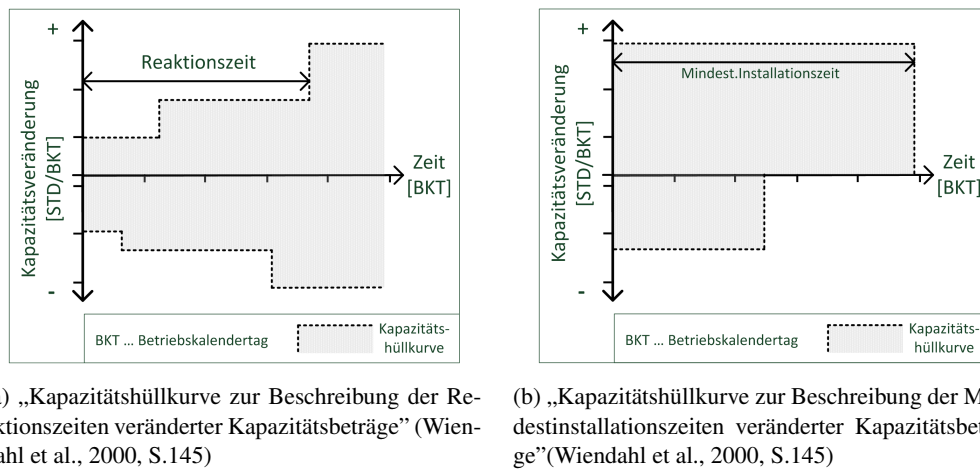 +
Reaktionszeit
Kapazitätsveränderung
[STD/BKT]
Zeit
[BKT]
-
BKT ... Betriebskalendertag
Kapazitäts-
hüllkurve
) „Kapazitätshüllkurve zur Beschreibung der Re-
ktionszeiten veränderter Kapazitätsbeträge” (Wien-
ahl et al., 2000, S.145)
+
Mindest.Installationszeit
Kapazitätsveränderung
[STD/BKT]
Zeit
[BKT]
-
BKT ... Betriebskalendertag
Kapazitäts-
hüllkurve
(b) „Kapazitätshüllkurve zur Beschreibung der M
destinstallationszeiten veränderter Kapazitätsbet
ge”(Wiendahl et al., 2000, S.145)